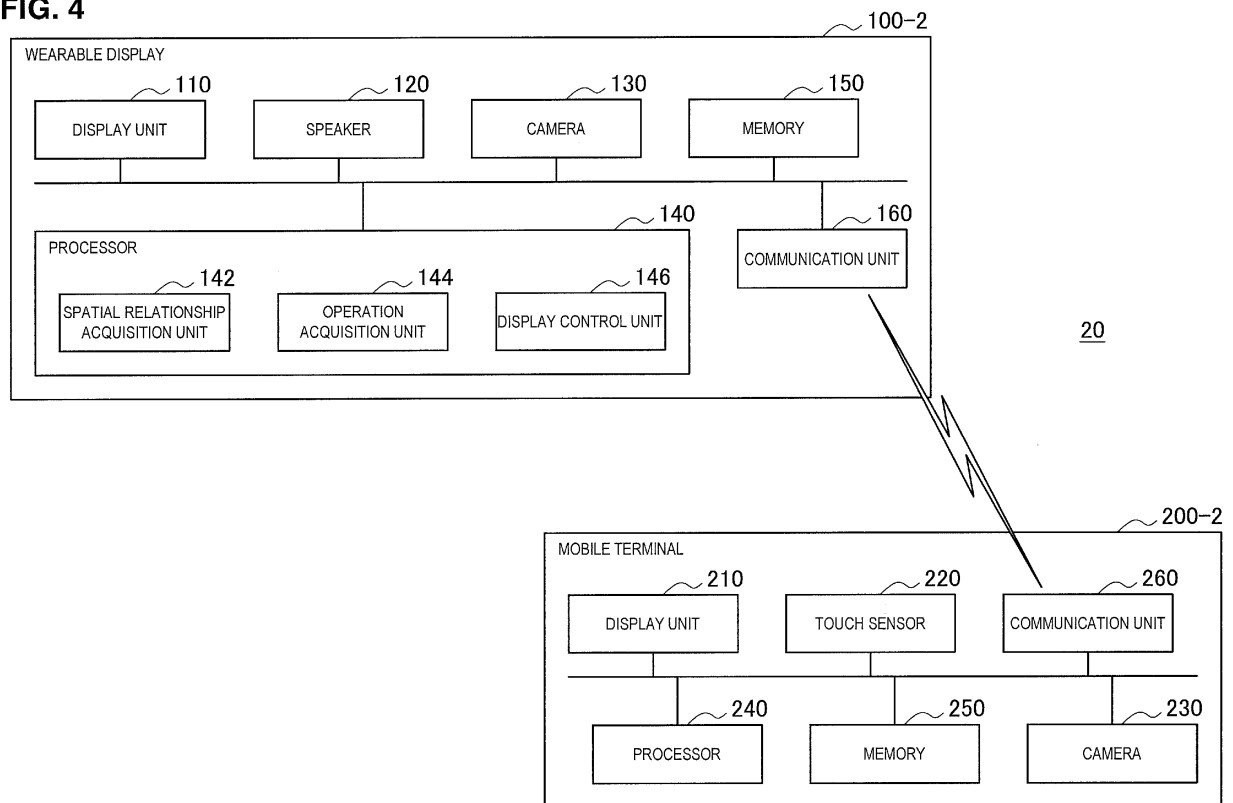 FIG. 4
100-2
WEARABLE DISPLAY
110
120
130
150
DISPLAY UNIT
SPEAKER
CAMERA
MEMORY
140
160
PROCESSOR
COMMUNICATION UNIT
142
144
146
SPATIAL RELATIONSHIP
ACQUISITION UNIT
OPERATION
ACQUISITION UNIT
DISPLAY CONTROL UNIT
20
200-2
MOBILE TERMINAL
210
220
260
DISPLAY UNIT
TOUCH SENSOR
COMMUNICATION UNIT
240
250
230
PROCESSOR
MEMORY
CAMERA